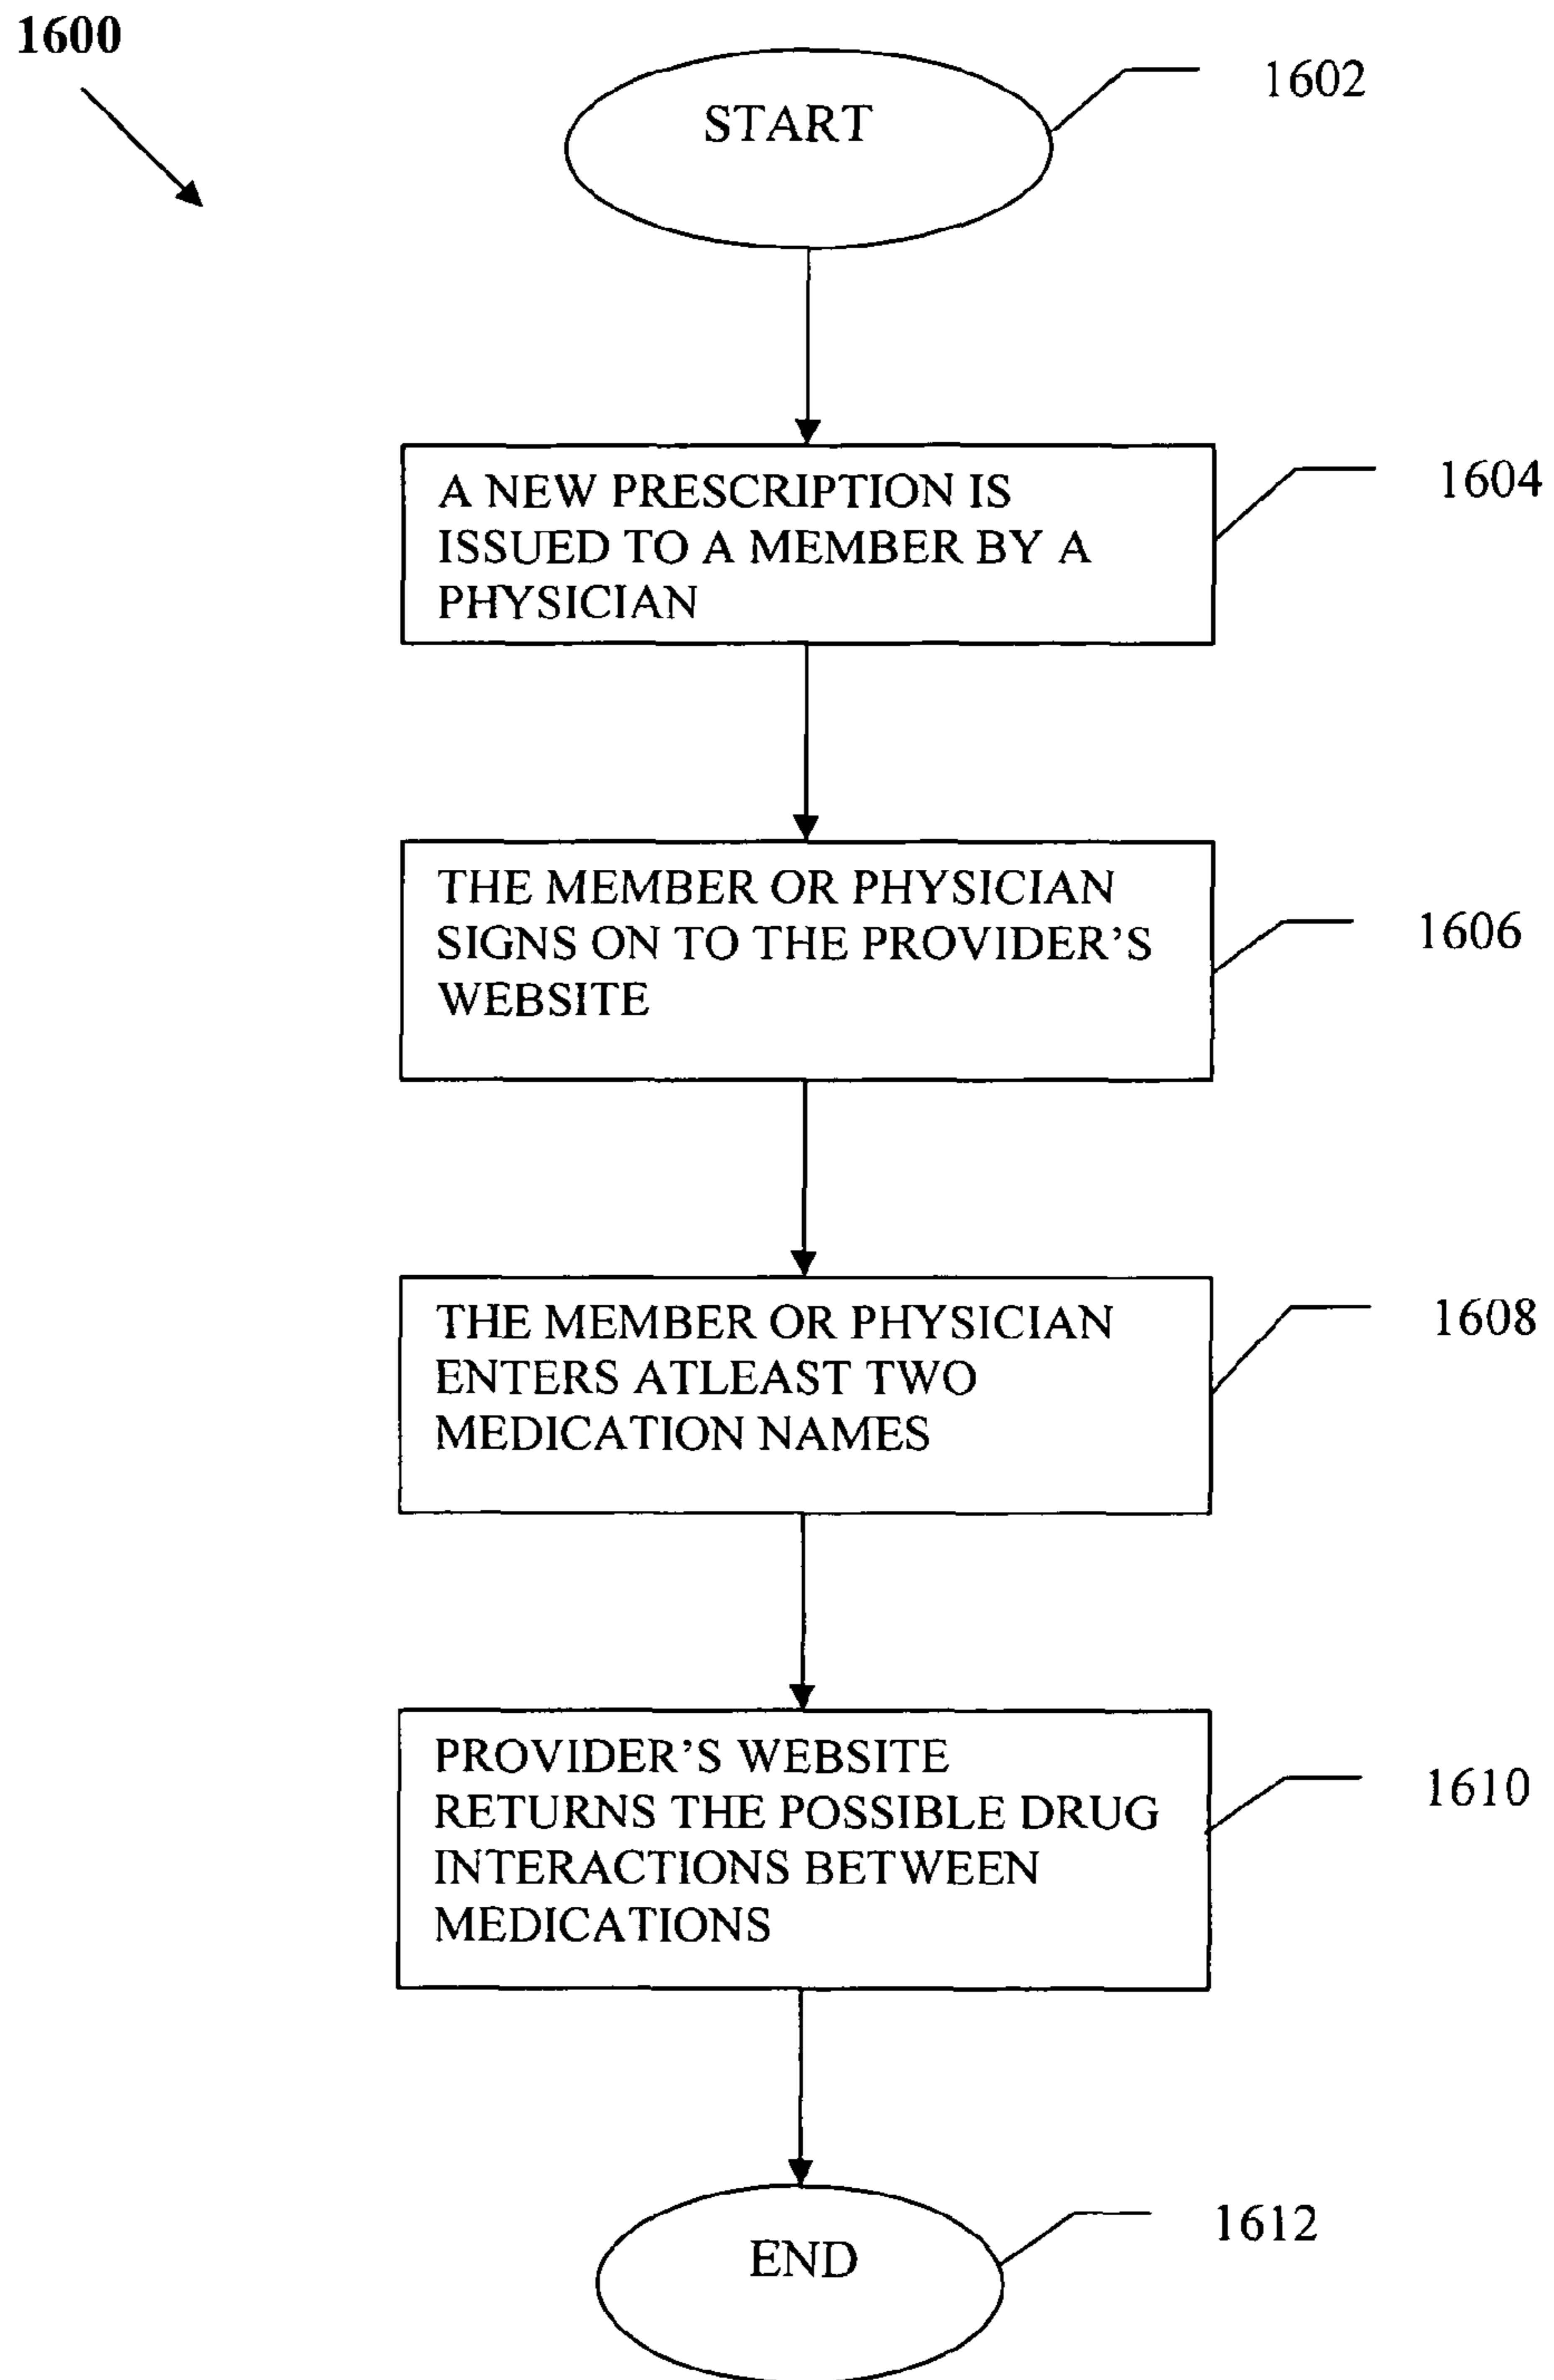 1600
START
1602
A NEW PRESCRIPTION IS
ISSUED TO A MEMBER BY A
PHYSICIAN
1604
THE MEMBER OR PHYSICIAN
SIGNS ON TO THE PROVIDER’S
WEBSITE
1606
THE MEMBER OR PHYSICIAN
ENTERS ATLEAST TWO
MEDICATION NAMES
1608
PROVIDER’S WEBSITE
RETURNS THE POSSIBLE DRUG
INTERACTIONS BETWEEN
MEDICATIONS
1610
END
1612